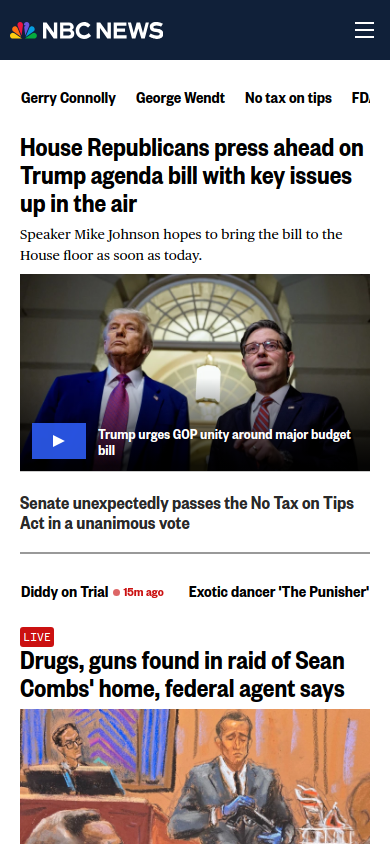 NBC NEWS
Gerry Connolly George Wendt No tax on tips FDA
House Republicans press ahead on
Trump agenda bill with key issues
up in the air
Speaker Mike Johnson hopes to bring the bill to the
House floor as soon as today.
Trump urges GOP unity around major budget
bill
Senate unexpectedly passes the No Tax on Tips
Act in a unanimous vote
Diddy on Trial 15m ago Exotic dancer 'The Punisher'
LIVE
Drugs, guns found in raid of Sean
Combs' home, federal agent says